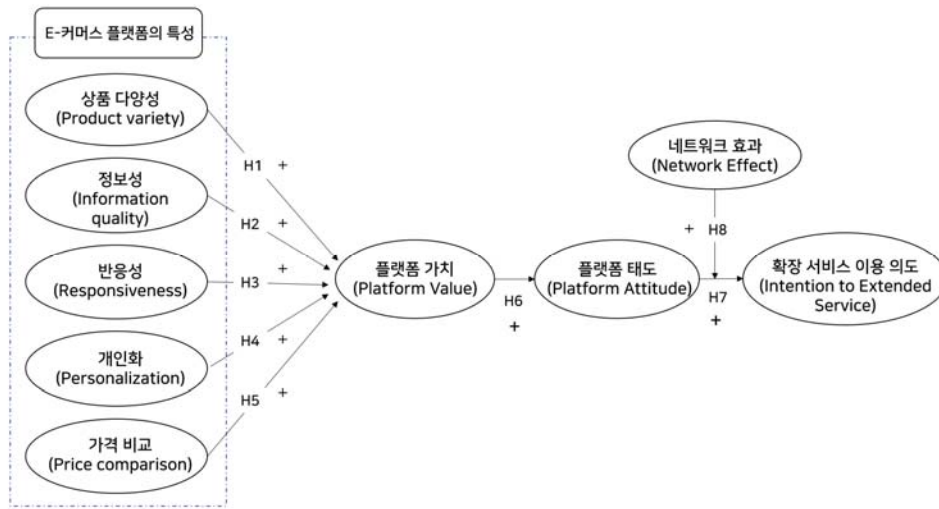 E-커머스 플랫폼의 특성
상품 다양성
(Product variety)
정보성
(Information
quality)
반응성
(Responsiveness)
개인화
(Personalization)
가격 비교
(Price comparison)
H1 +
H2 +
H3 +
H4 +
H5 +
플랫폼 가치
(Platform Value)
H6
+
플랫폼 태도
(Platform Attitude)
네트워크 효과
(Network Effect)
+ H8
H7
+
확장 서비스 이용 의도
(Intention to Extended
Service)